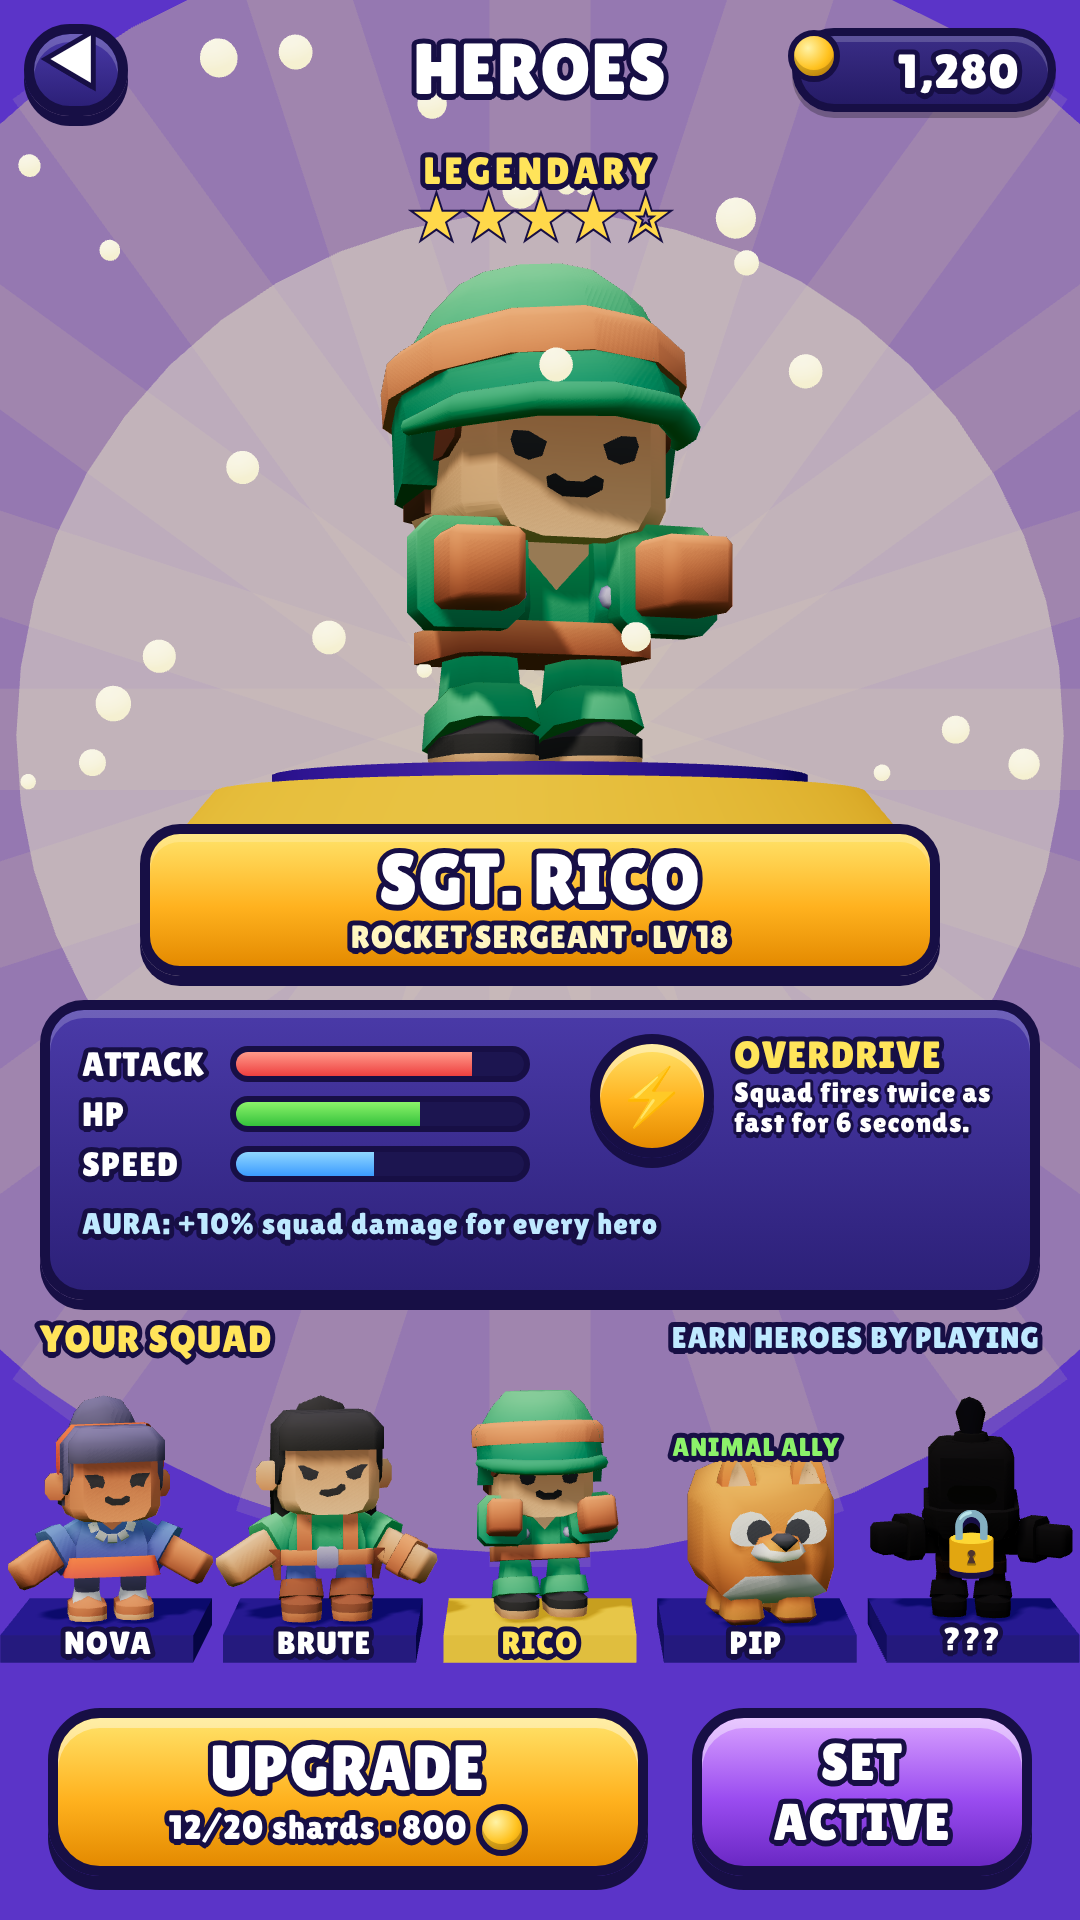 HEROES
1,280
LEGENDARY
SGT. RICO
ROCKET SERGEANT · LV 18
ATTACK
HP
SPEED
OVERDRIVE
Squad fires twice as
fast for 6 seconds.
AURA: +10% squad damage for every hero
YOUR SQUAD
EARN HEROES BY PLAYING
ANIMAL ALLY
NOVA
BRUTE
RICO
PIP
???
UPGRADE
12/20 shards · 800
SET
ACTIVE